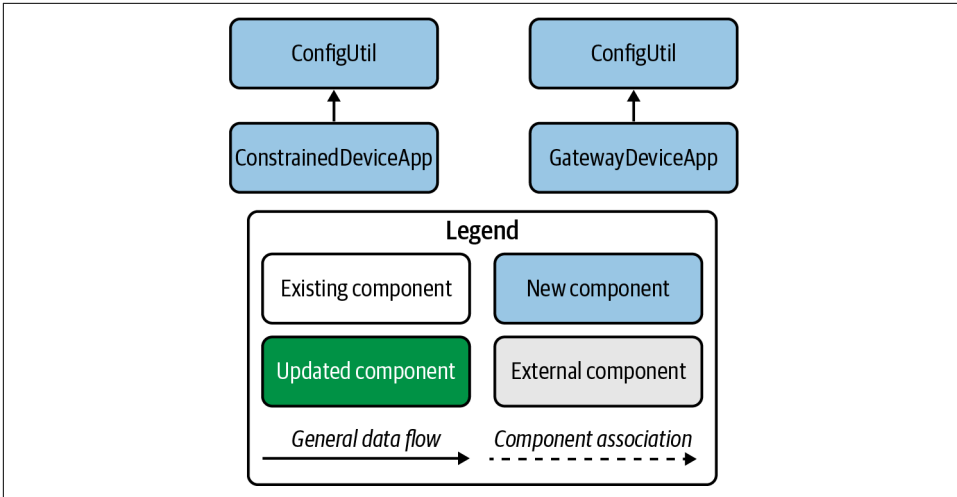 ConfigUtil
ConfigUtil
ConstrainedDeviceApp
GatewayDeviceApp
Legend
Existing component
New component
Updated component
External component
General data flow
Component association